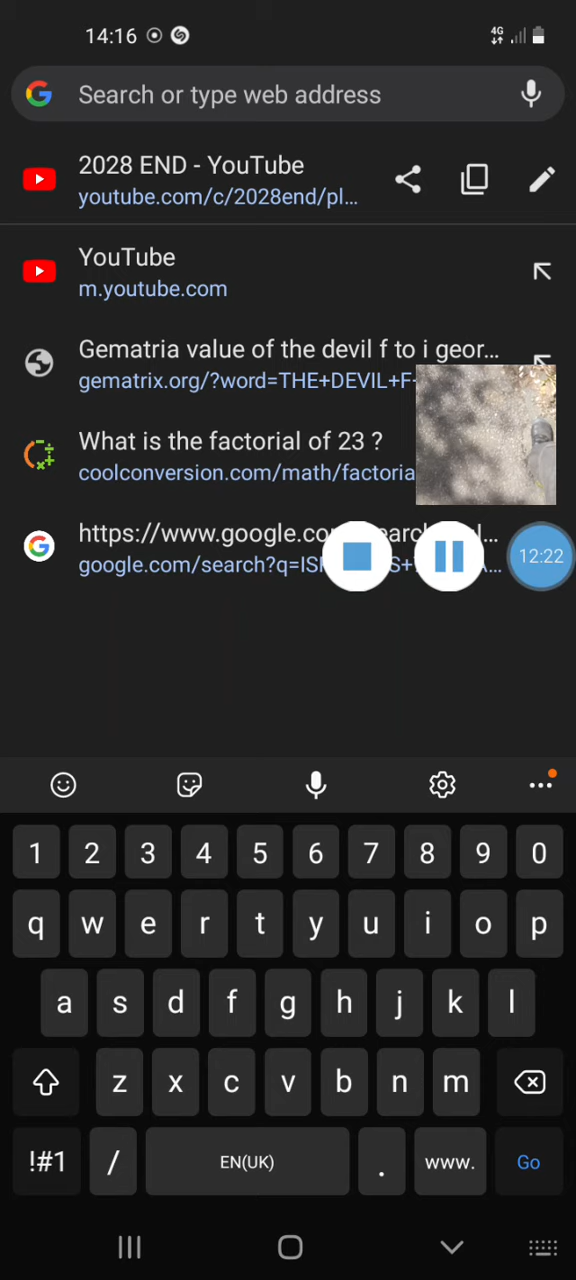 14:16
4G
Search or type web address
2028 END - YouTube
youtube.com/c/2028end/pl...
YouTube
m.youtube.com
Gematria value of the devil f to i geor...
gematrix.org/?word=THE+DEVIL+F
What is the factorial of 23 ?
coolconversion.com/math/factoria
https://www.google.co
google.com/search?q=IS
12:22
1 2 3 4 5 6 7 8 9 0
q w e r t y u i o p
a s d f g h j k l
z x c v b n m
!#1 / EN(UK) . www. Go